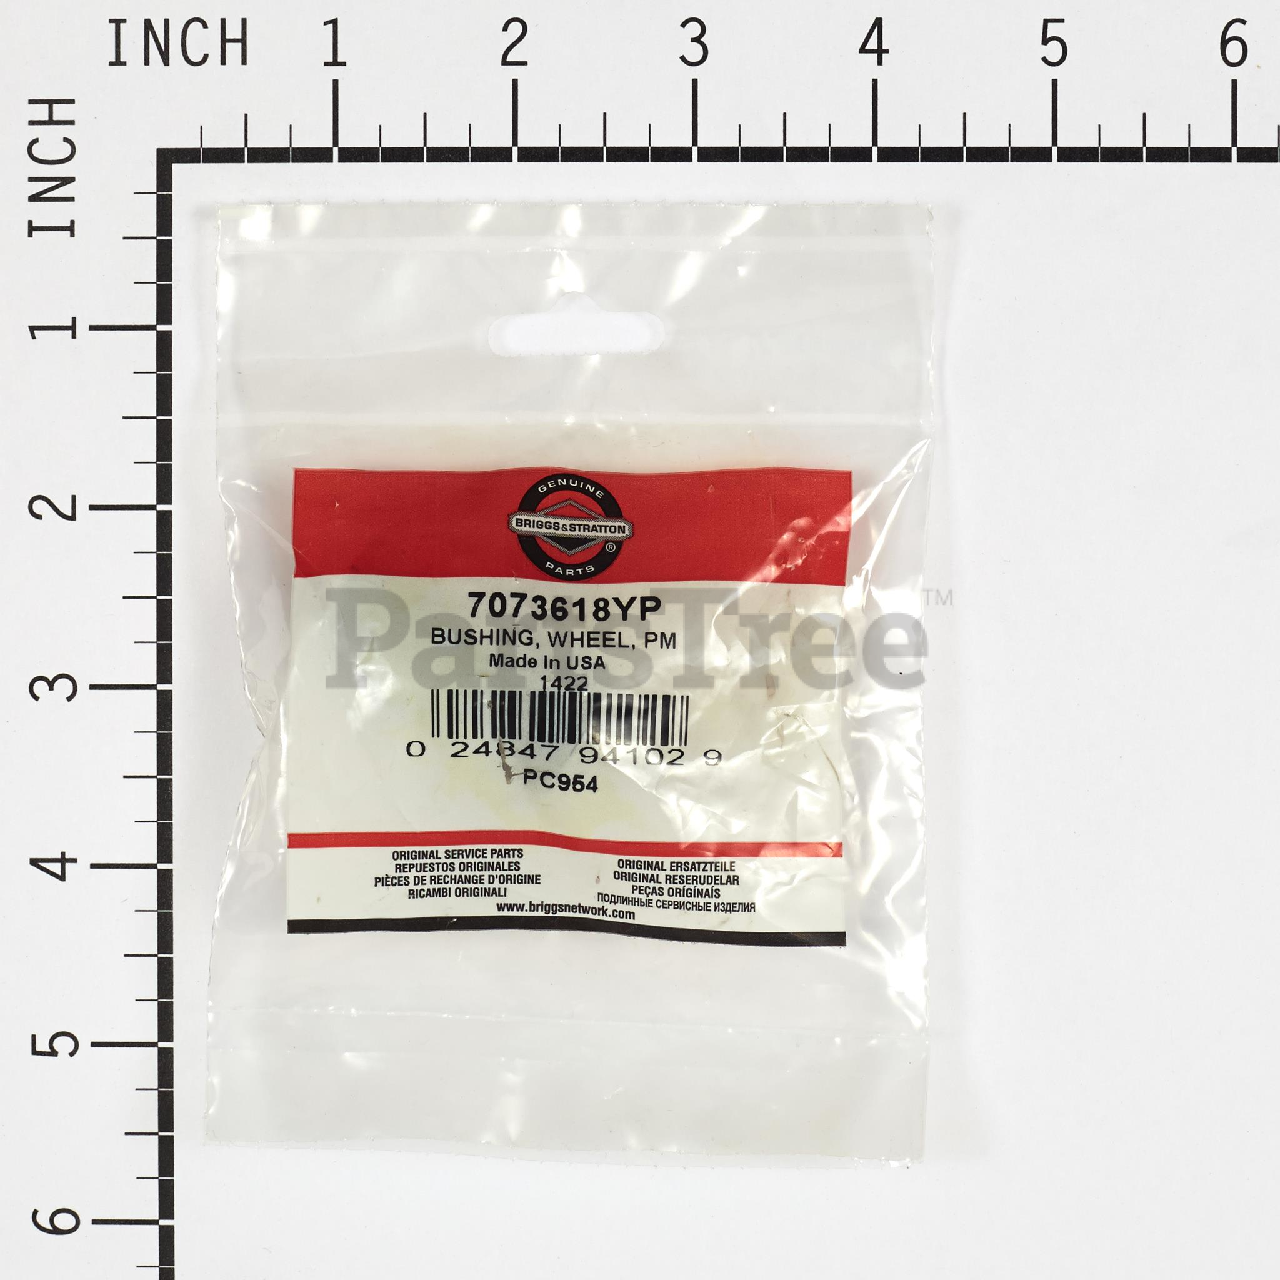 INCH 1 2 3 4 5 6
INCH
1
2
3
4
5
6
GENUINE
BRIGGS&STRATTON
®
PARTS
7073618YP
BUSHING, WHEEL, PM
PartsTree™
Made In USA
1422
0 24847 94102 9
PC954
ORIGINAL SERVICE PARTS
REPUESTOS ORIGINALES
PIÈCES DE RECHANGE D'ORIGINE
RICAMBI ORIGINALI
ORIGINAL ERSATZTEILE
ORIGINAL RESERUDELAR
PEÇAS ORIGÍNAIS
ПОДЛИННЫЕ СЕРВИСНЫЕ ИЗДЕЛИЯ
www.briggsnetwork.com